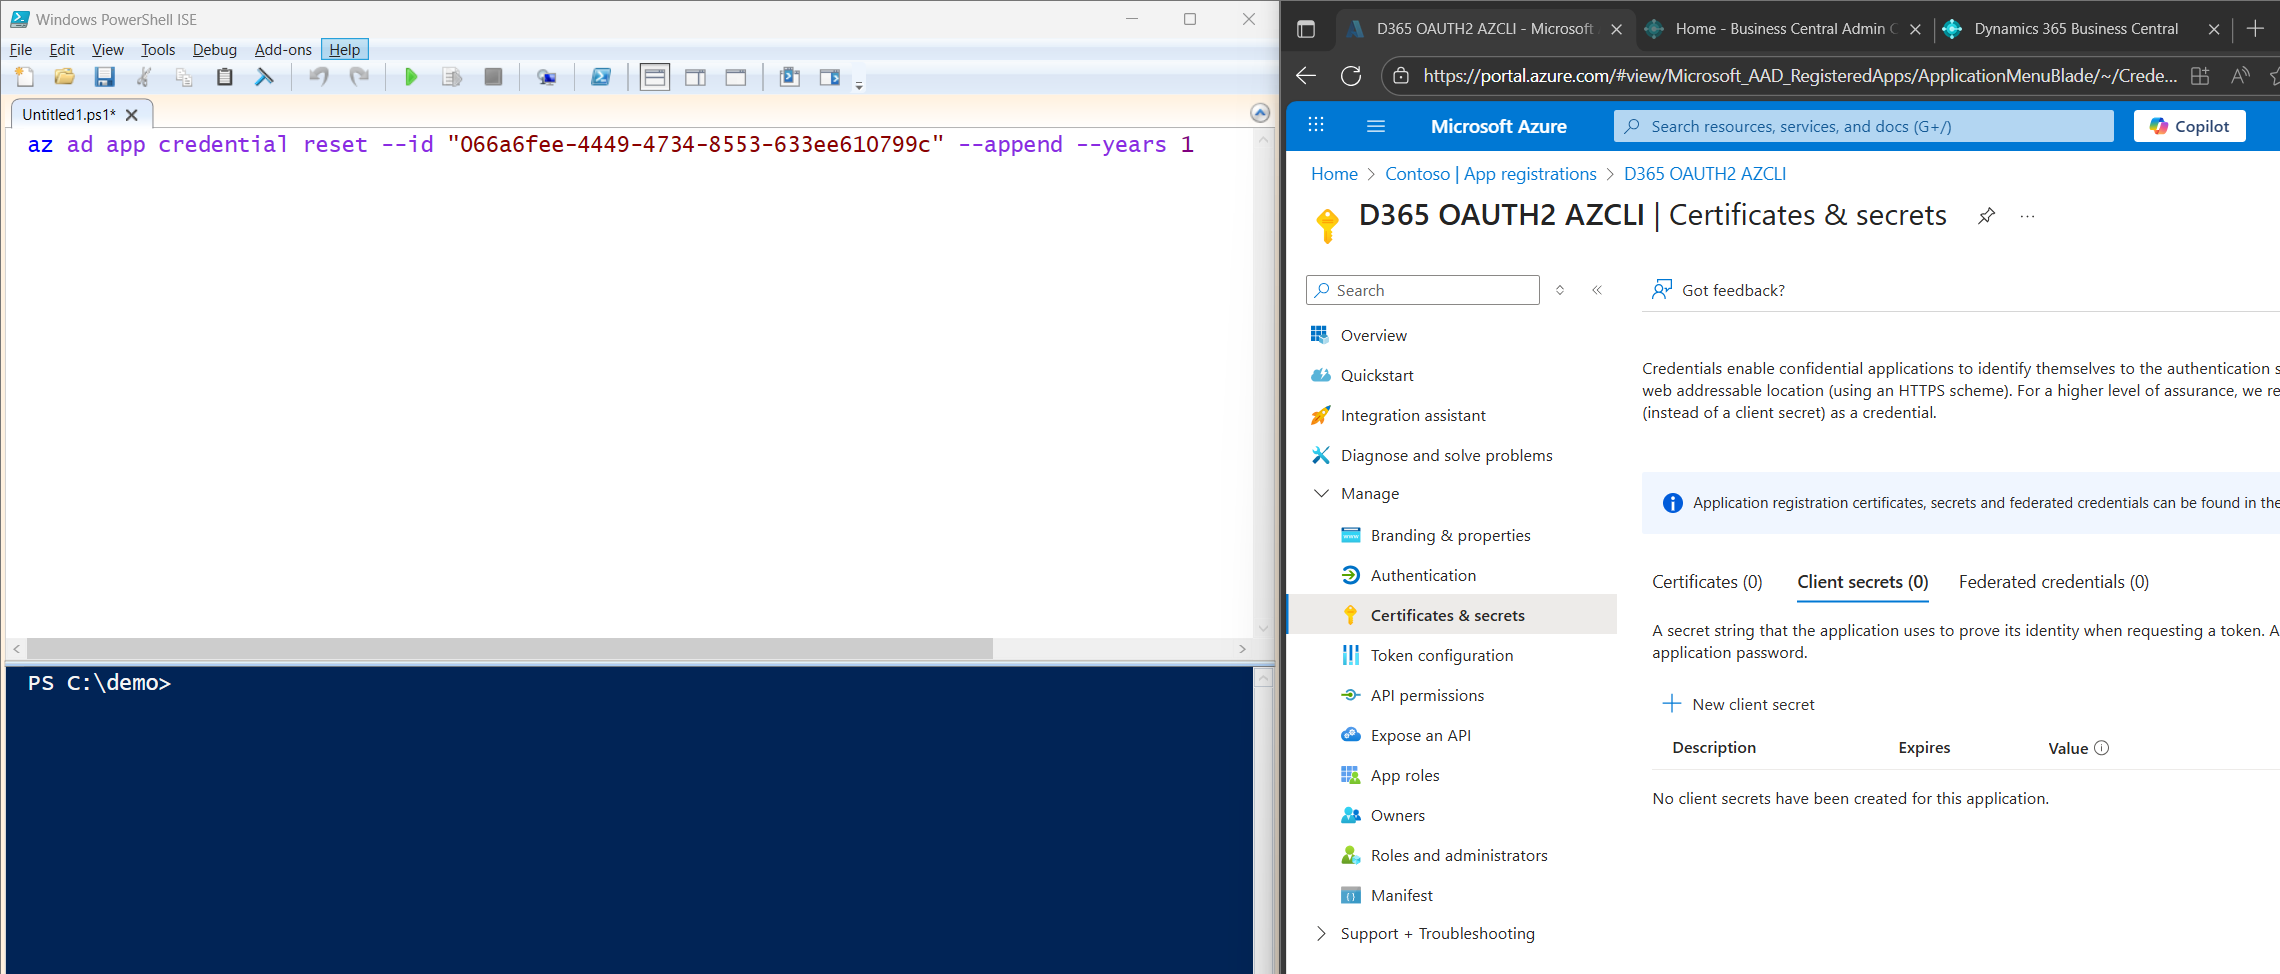 Windows PowerShell ISE
File Edit View Tools Debug Add-ons Help
Untitled1.ps1*
az ad app credential reset --id "066a6fee-4449-4734-8553-633ee610799c" --append --years 1
PS C:\demo>
D365 OAUTH2 AZCLI - Microsoft
Home - Business Central Admin C
Dynamics 365 Business Central
https://portal.azure.com/#view/Microsoft_AAD_RegisteredApps/ApplicationMenuBlade/~/Crede...
Microsoft Azure
Search resources, services, and docs (G+/)
Copilot
Home > Contoso | App registrations > D365 OAUTH2 AZCLI
D365 OAUTH2 AZCLI | Certificates & secrets
Search
Got feedback?
Overview
Quickstart
Integration assistant
Diagnose and solve problems
Manage
Branding & properties
Authentication
Certificates & secrets
Token configuration
API permissions
Expose an API
App roles
Owners
Roles and administrators
Manifest
Support + Troubleshooting
Credentials enable confidential applications to identify themselves to the authentication s
web addressable location (using an HTTPS scheme). For a higher level of assurance, we re
(instead of a client secret) as a credential.
Application registration certificates, secrets and federated credentials can be found in the
Certificates (0) Client secrets (0) Federated credentials (0)
A secret string that the application uses to prove its identity when requesting a token. A
application password.
New client secret
Description Expires Value
No client secrets have been created for this application.